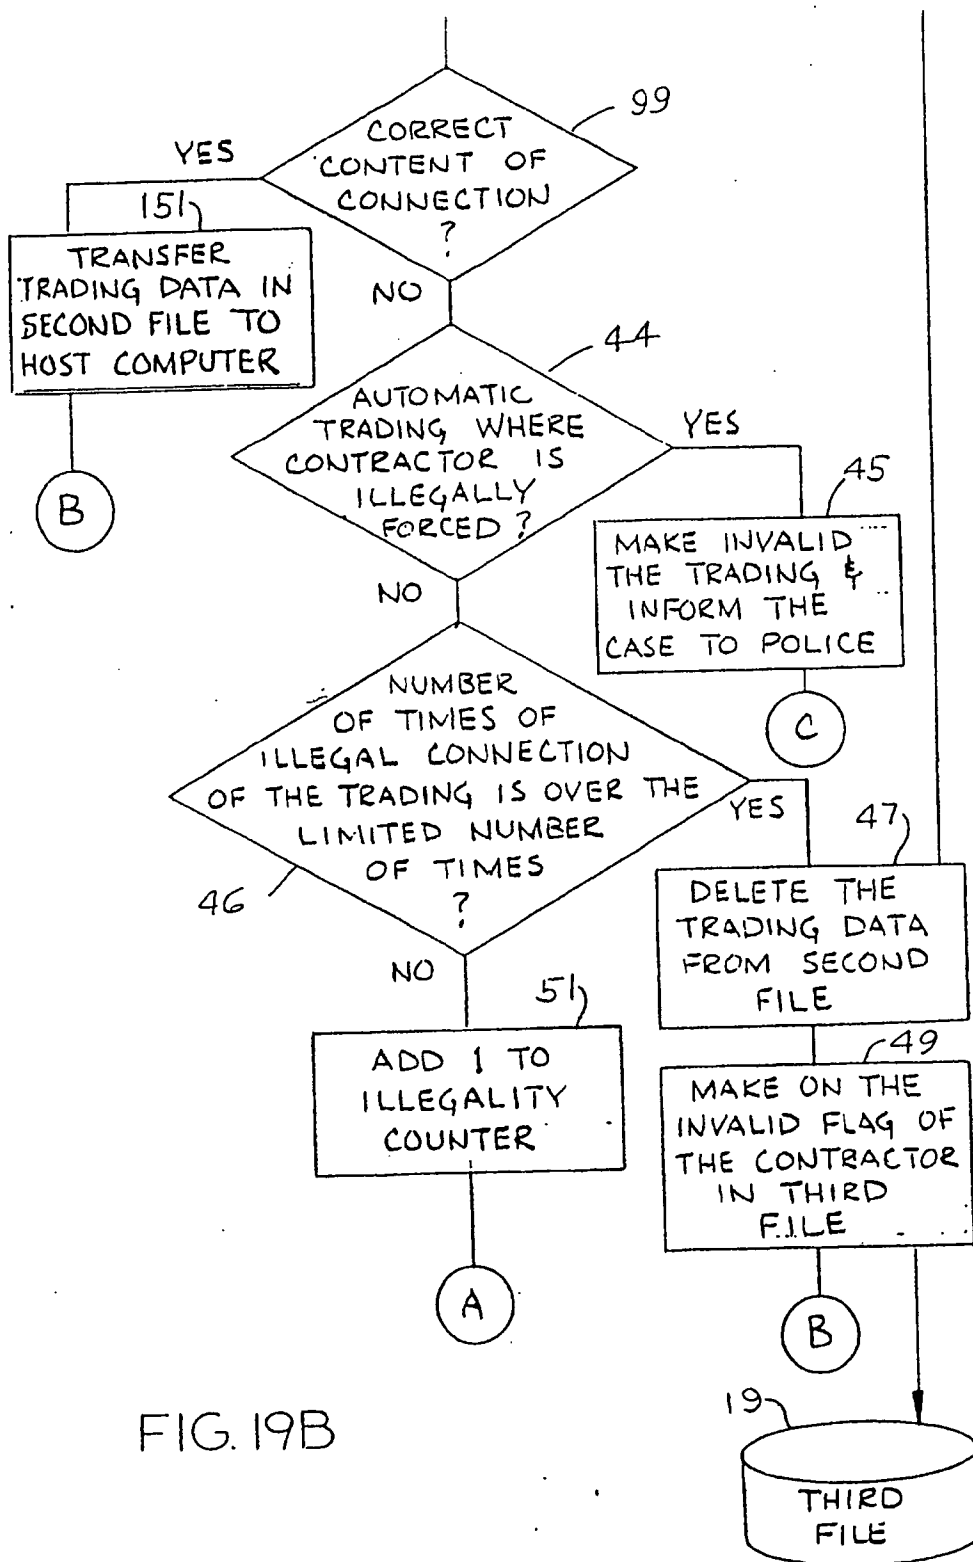 99
CORRECT
CONTENT OF
CONNECTION
?
YES
151
TRANSFER
TRADING DATA IN
SECOND FILE TO
HOST COMPUTER
B
NO
44
AUTOMATIC
TRADING WHERE
CONTRACTOR IS
ILLEGALLY
FORCED ?
YES
45
MAKE INVALID
THE TRADING &
INFORM THE
CASE TO POLICE
C
NO
NUMBER
OF TIMES OF
ILLEGAL CONNECTION
OF THE TRADING IS OVER THE
LIMITED NUMBER
OF TIMES
?
46
YES
47
DELETE THE
TRADING DATA
FROM SECOND
FILE
NO
51
ADD 1 TO
ILLEGALITY
COUNTER
A
49
MAKE ON THE
INVALID FLAG OF
THE CONTRACTOR
IN THIRD
FILE
B
19
THIRD
FILE
FIG. 19B